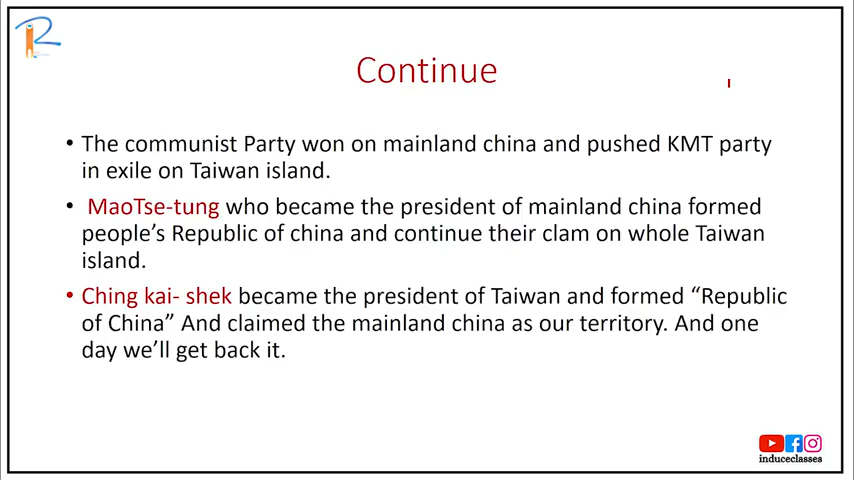 Continue
• The communist Party won on mainland china and pushed KMT party
in exile on Taiwan island.
• MaoTse-tung who became the president of mainland china formed
people's Republic of china and continue their clam on whole Taiwan
island.
• Ching kai- shek became the president of Taiwan and formed “Republic
of China” And claimed the mainland china as our territory. And one
day we'll get back it.
induceclasses